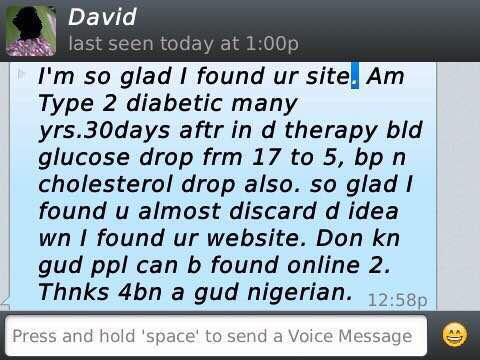 David
last seen today at 1:00p
I'm so glad I found ur site. Am
Type 2 diabetic many
yrs.30days aftr in d therapy bld
glucose drop frm 17 to 5, bp n
cholesterol drop also. so glad I
found u almost discard d idea
wn I found ur website. Don kn
gud ppl can b found online 2.
Thnks 4bn a gud nigerian.
12:58p
Press and hold 'space' to send a Voice Message